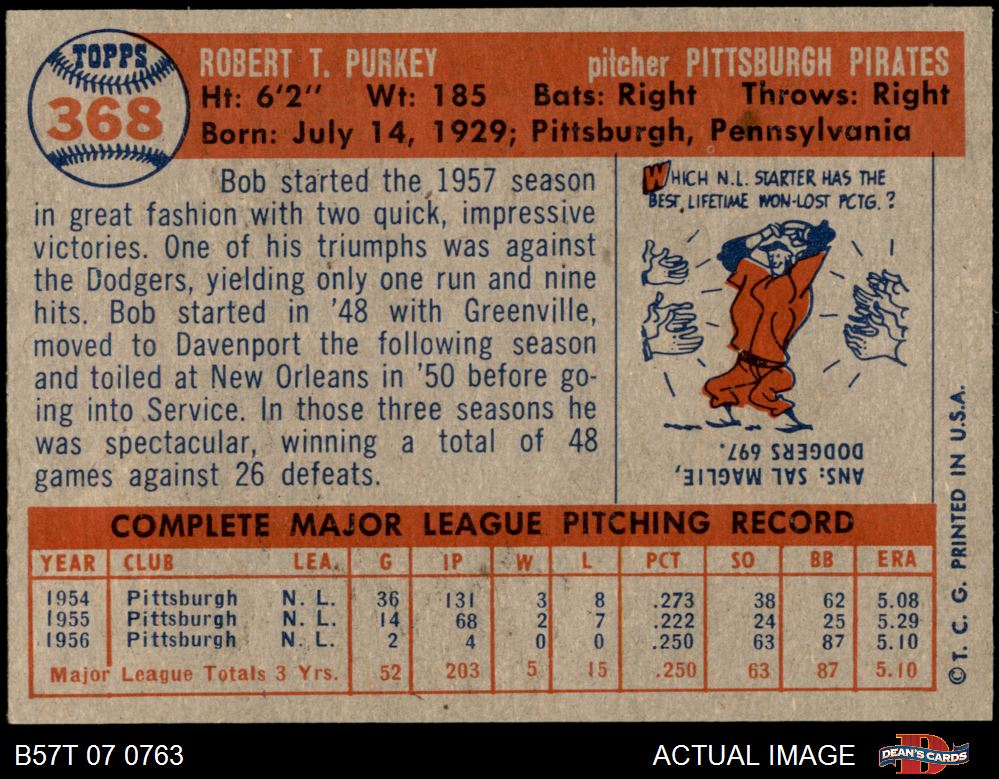 TOPPS
368
ROBERT T. PURKEY pitcher PITTSBURGH PIRATES
Ht: 6'2" Wt: 185 Bats: Right Throws: Right
Born: July 14, 1929; Pittsburgh, Pennsylvania
Bob started the 1957 season
in great fashion with two quick, impressive
victories. One of his triumphs was against
the Dodgers, yielding only one run and nine
hits. Bob started in '48 with Greenville,
moved to Davenport the following season
and toiled at New Orleans in '50 before go-
ing into Service. In those three seasons he
was spectacular, winning a total of 48
games against 26 defeats.
WHICH N.L. STARTER HAS THE
BEST LIFETIME WON-LOST PCTG.?
ANS: SAL MAGLIE,
DODGERS 697.
COMPLETE MAJOR LEAGUE PITCHING RECORD
YEAR CLUB LEA. G IP W L PCT SO BB ERA
1954 Pittsburgh N. L. 36 131 3 8 .273 38 62 5.08
1955 Pittsburgh N. L. 14 68 2 7 .222 24 25 5.29
1956 Pittsburgh N. L. 2 4 0 0 .250 63 87 5.10
Major League Totals 3 Yrs. 52 203 5 15 .250 63 87 5.10
© T. C. G. PRINTED IN U.S.A.
B57T 07 0763 ACTUAL IMAGE
D
DEAN'S CARDS